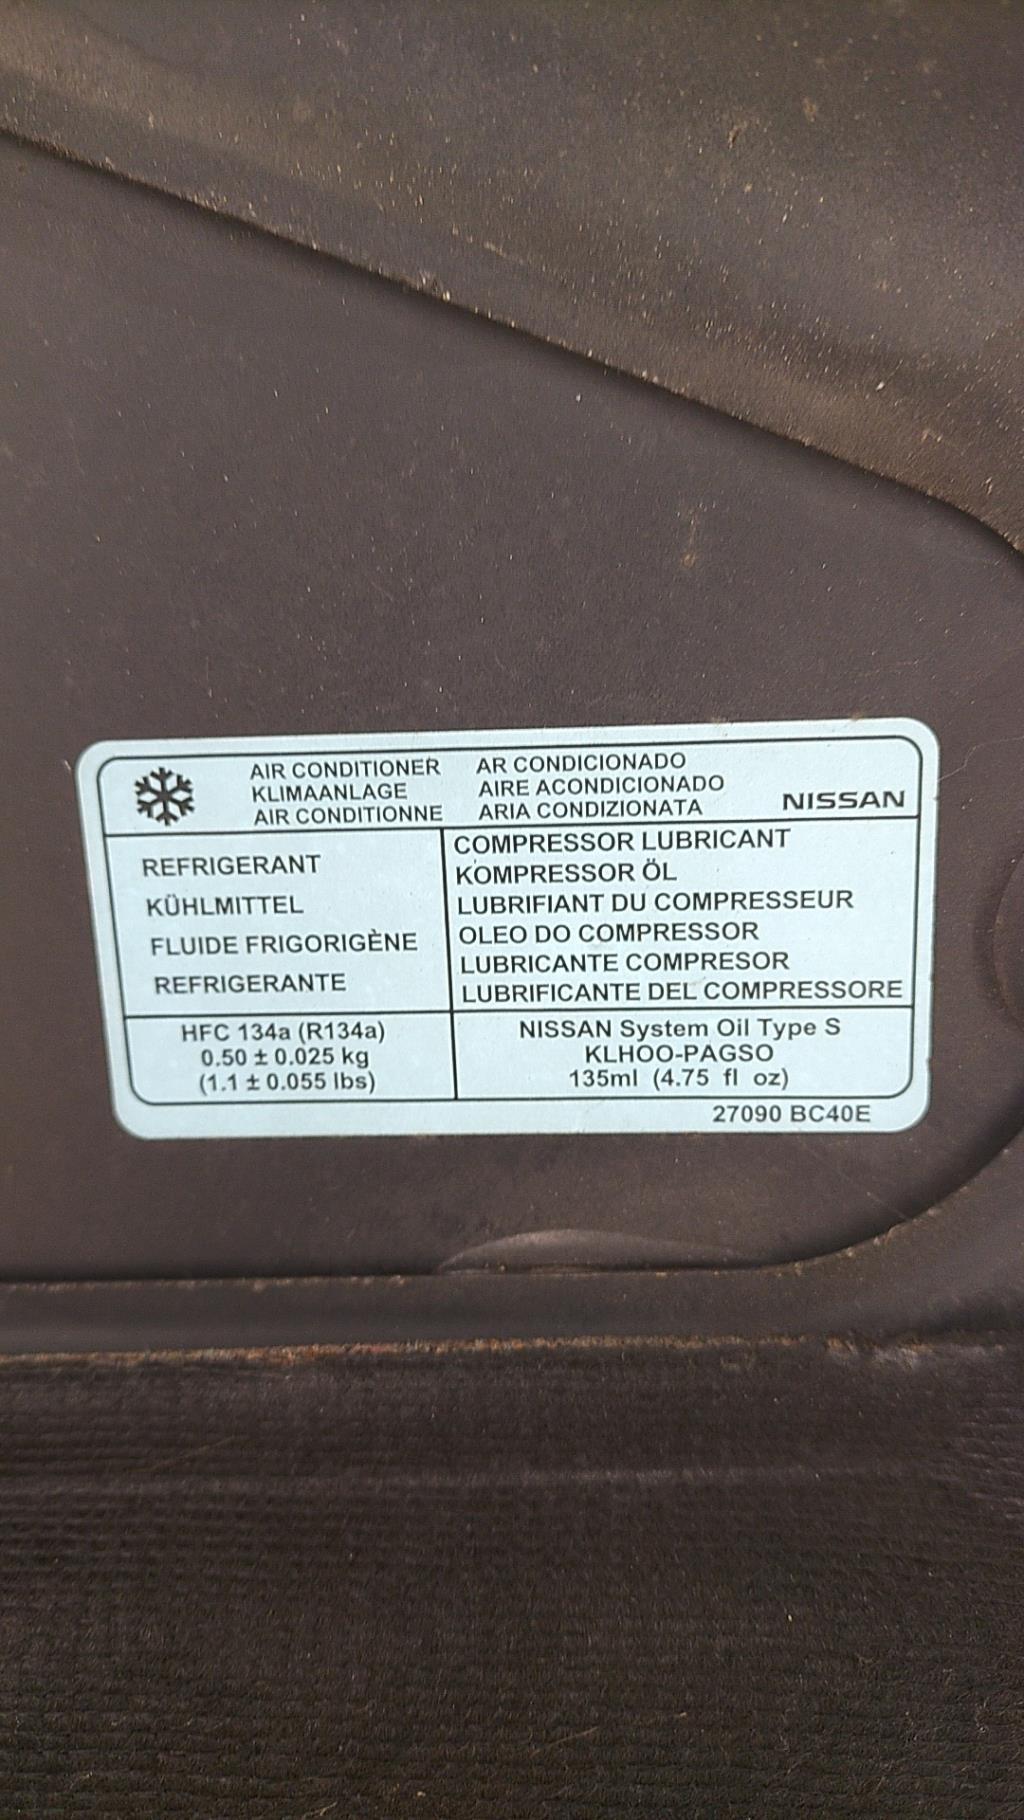 AIR CONDITIONER
KLIMAANLAGE
AIR CONDITIONNE
AR CONDICIONADO
AIRE ACONDICIONADO
ARIA CONDIZIONATA
NISSAN
REFRIGERANT
KÜHLMITTEL
FLUIDE FRIGORIGÈNE
REFRIGERANTE
COMPRESSOR LUBRICANT
KOMPRESSOR ÖL
LUBRIFIANT DU COMPRESSEUR
OLEO DO COMPRESSOR
LUBRICANTE COMPRESOR
LUBRIFICANTE DEL COMPRESSORE
HFC 134a (R134a)
0.50 ± 0.025 kg
(1.1 ± 0.055 lbs)
NISSAN System Oil Type S
KLHOO-PAGSO
135ml (4.75 fl oz)
27090 BC40E